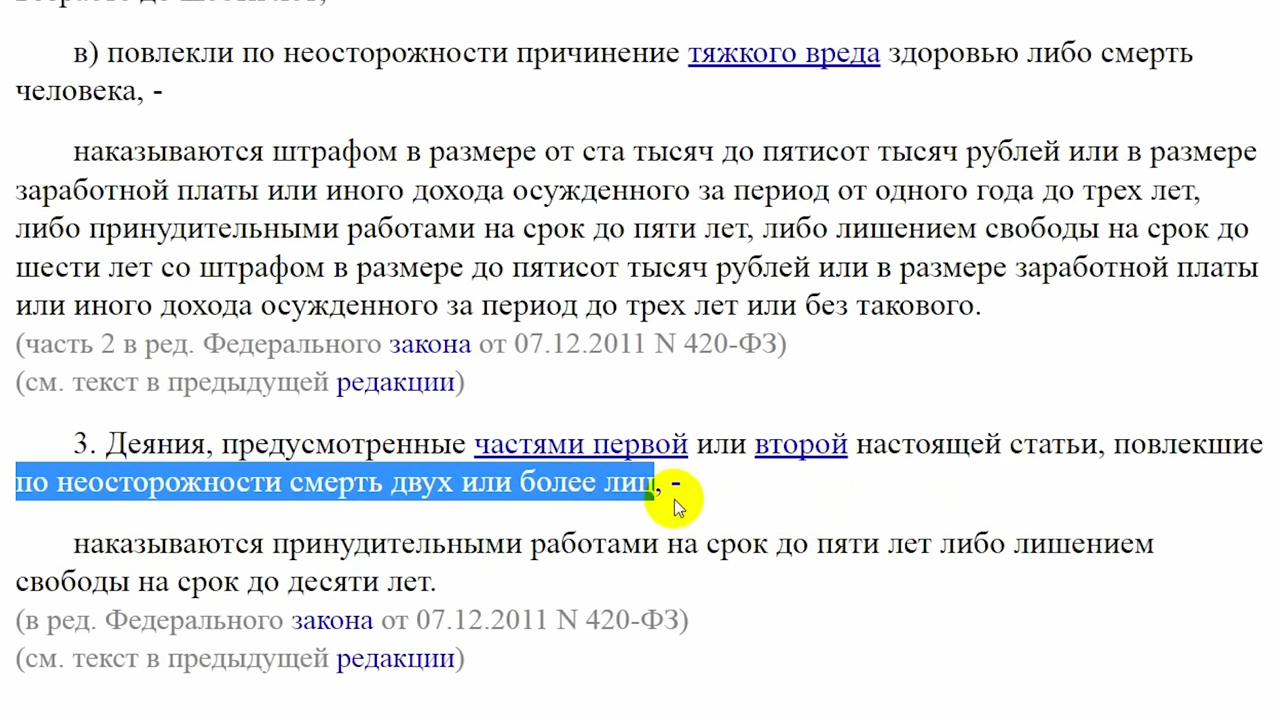 в) повлекли по неосторожности причинение тяжкого вреда здоровью либо смерть
человека, -
наказываются штрафом в размере от ста тысяч до пятисот тысяч рублей или в размере
заработной платы или иного дохода осужденного за период от одного года до трех лет,
либо принудительными работами на срок до пяти лет, либо лишением свободы на срок до
шести лет со штрафом в размере до пятисот тысяч рублей или в размере заработной платы
или иного дохода осужденного за период до трех лет или без такового.
(часть 2 в ред. Федерального закона от 07.12.2011 N 420-ФЗ)
(см. текст в предыдущей редакции)
3. Деяния, предусмотренные частями первой или второй настоящей статьи, повлекшие
по неосторожности смерть двух или более лиц, -
наказываются принудительными работами на срок до пяти лет либо лишением
свободы на срок до десяти лет.
(в ред. Федерального закона от 07.12.2011 N 420-ФЗ)
(см. текст в предыдущей редакции)